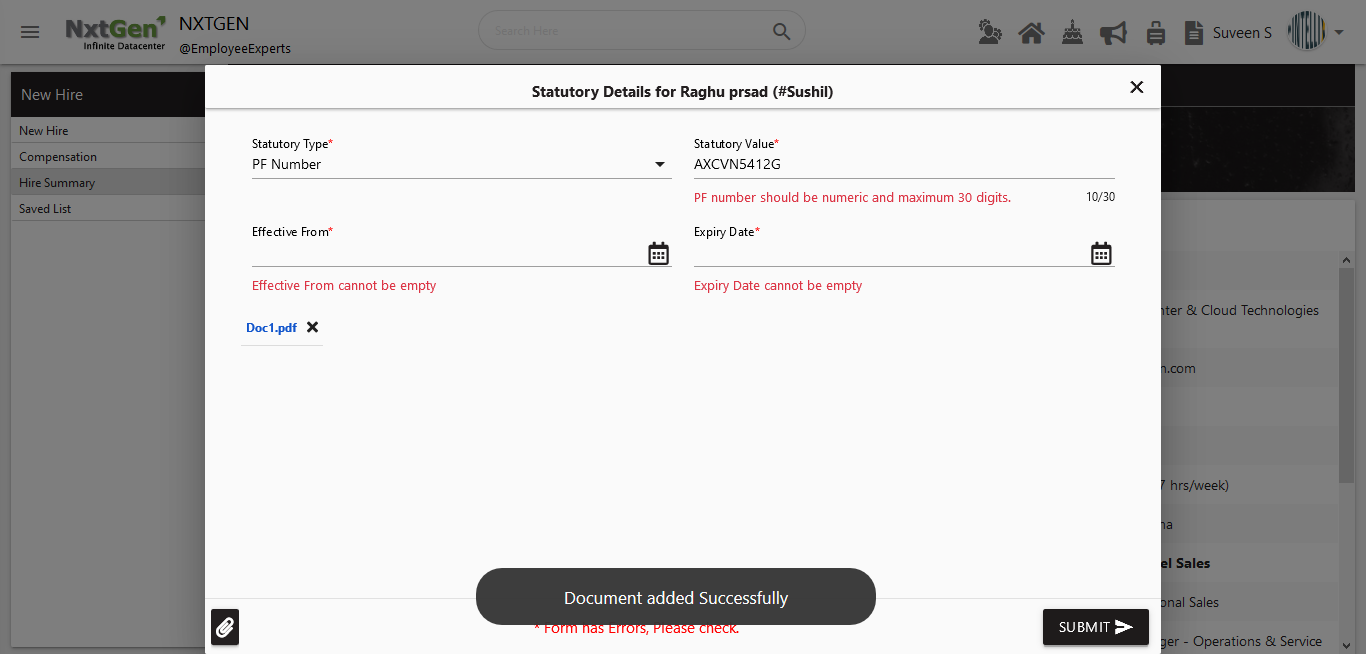 NxtGen
Infinite Datacenter
NXTGEN
@EmployeeExperts
Search Here
Suveen S
New Hire
New Hire
Compensation
Hire Summary
Saved List
Statutory Details for Raghu prsad (#Sushil)
Statutory Type*
PF Number
Statutory Value*
AXCVN5412G
PF number should be numeric and maximum 30 digits.
10/30
Effective From*
Expiry Date*
Effective From cannot be empty
Expiry Date cannot be empty
Doc1.pdf
nter & Cloud Technologies
n.com
7 hrs/week)
na
el Sales
onal Sales
ger - Operations & Service
Document added Successfully
* Form has Errors, Please check.
SUBMIT